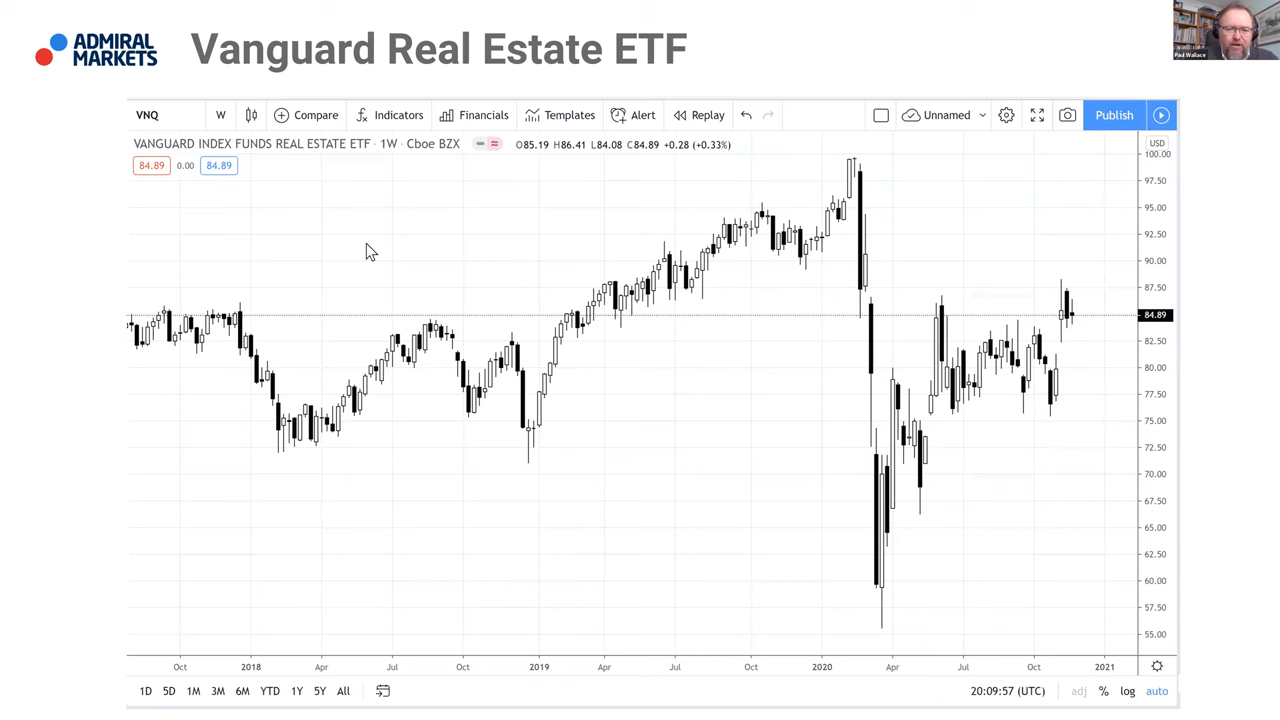 ADMIRAL
MARKETS
Vanguard Real Estate ETF
Paul Wallace
VNQ W Compare Indicators Financials Templates Alert Replay Unnamed Publish
VANGUARD INDEX FUNDS REAL ESTATE ETF · 1W · Cboe BZX O85.19 H86.41 L84.08 C84.89 +0.28 (+0.33%) USD
84.89 0.00 84.89
100.00
97.50
95.00
92.50
90.00
87.50
84.89
82.50
80.00
77.50
75.00
72.50
70.00
67.50
65.00
62.50
60.00
57.50
55.00
Oct 2018 Apr Jul Oct 2019 Apr Jul Oct 2020 Apr Jul Oct 2021
1D 5D 1M 3M 6M YTD 1Y 5Y All 20:09:57 (UTC) adj % log auto